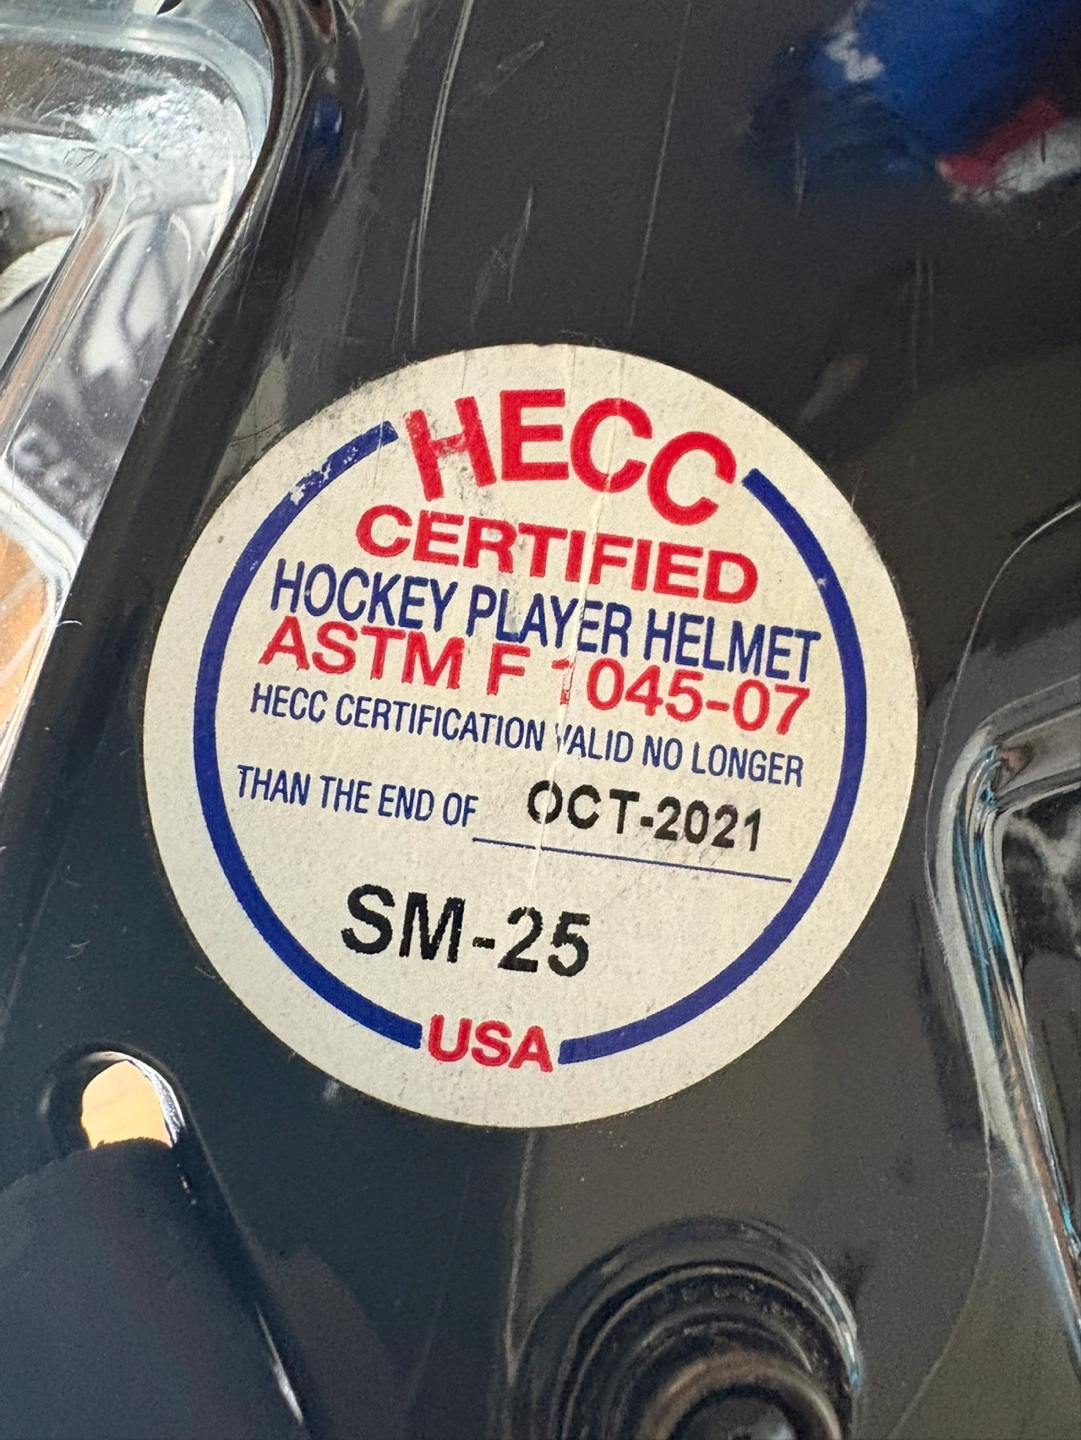 HECC
CERTIFIED
HOCKEY PLAYER HELMET
ASTM F 1045-07
HECC CERTIFICATION VALID NO LONGER
THAN THE END OF OCT-2021
SM-25
USA